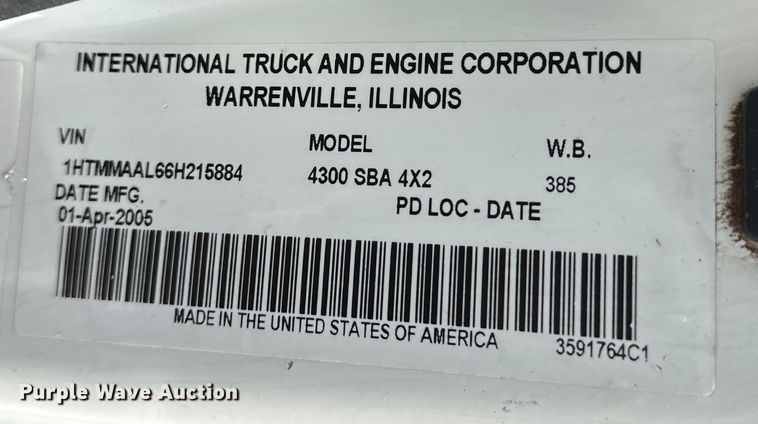 INTERNATIONAL TRUCK AND ENGINE CORPORATION
WARRENVILLE, ILLINOIS
VIN MODEL W.B.
1HTMMAAL66H215884 4300 SBA 4X2 385
DATE MFG. PD LOC - DATE
01-Apr-2005
MADE IN THE UNITED STATES OF AMERICA 3591764C1
Purple Wave Auction